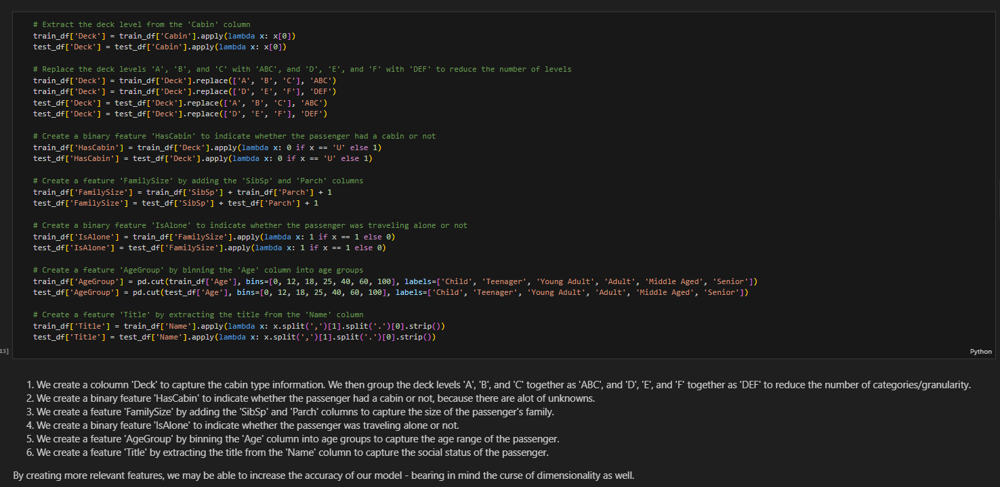 # Extract the deck level from the 'Cabin' column
train_df['Deck'] = train_df['Cabin'].apply(lambda x: x[0])
test_df['Deck'] = test_df['Cabin'].apply(lambda x: x[0])
# Replace the deck levels 'A', 'B', and 'C' with 'ABC', and 'D', 'E', and 'F' with 'DEF' to reduce the number of levels
train_df['Deck'] = train_df['Deck'].replace(['A', 'B', 'C'], 'ABC')
train_df['Deck'] = train_df['Deck'].replace(['D', 'E', 'F'], 'DEF')
test_df['Deck'] = test_df['Deck'].replace(['A', 'B', 'C'], 'ABC')
test_df['Deck'] = test_df['Deck'].replace(['D', 'E', 'F'], 'DEF')
# Create a binary feature 'HasCabin' to indicate whether the passenger had a cabin or not
train_df['HasCabin'] = train_df['Deck'].apply(lambda x: 0 if x == 'U' else 1)
test_df['HasCabin'] = test_df['Deck'].apply(lambda x: 0 if x == 'U' else 1)
# Create a feature 'FamilySize' by adding the 'SibSp' and 'Parch' columns
train_df['FamilySize'] = train_df['SibSp'] + train_df['Parch'] + 1
test_df['FamilySize'] = test_df['SibSp'] + test_df['Parch'] + 1
# Create a binary feature 'IsAlone' to indicate whether the passenger was traveling alone or not
train_df['IsAlone'] = train_df['FamilySize'].apply(lambda x: 1 if x == 1 else 0)
test_df['IsAlone'] = test_df['FamilySize'].apply(lambda x: 1 if x == 1 else 0)
# Create a feature 'AgeGroup' by binning the 'Age' column into age groups
train_df['AgeGroup'] = pd.cut(train_df['Age'], bins=[0, 12, 18, 25, 40, 60, 100], labels=['Child', 'Teenager', 'Young Adult', 'Adult', 'Middle Aged', 'Senior'])
test_df['AgeGroup'] = pd.cut(test_df['Age'], bins=[0, 12, 18, 25, 40, 60, 100], labels=['Child', 'Teenager', 'Young Adult', 'Adult', 'Middle Aged', 'Senior'])
# Create a feature 'Title' by extracting the title from the 'Name' column
train_df['Title'] = train_df['Name'].apply(lambda x: x.split(',')[1].split('.')[0].strip())
test_df['Title'] = test_df['Name'].apply(lambda x: x.split(',')[1].split('.')[0].strip())
13]
Python
1. We create a coloumn 'Deck' to capture the cabin type information. We then group the deck levels 'A', 'B', and 'C' together as 'ABC', and 'D', 'E', and 'F' together as 'DEF' to reduce the number of categories/granularity.
2. We create a binary feature 'HasCabin' to indicate whether the passenger had a cabin or not, because there are alot of unknowns.
3. We create a feature 'FamilySize' by adding the 'SibSp' and 'Parch' columns to capture the size of the passenger's family.
4. We create a binary feature 'IsAlone' to indicate whether the passenger was traveling alone or not.
5. We create a feature 'AgeGroup' by binning the 'Age' column into age groups to capture the age range of the passenger.
6. We create a feature 'Title' by extracting the title from the 'Name' column to capture the social status of the passenger.
By creating more relevant features, we may be able to increase the accuracy of our model - bearing in mind the curse of dimensionality as well.